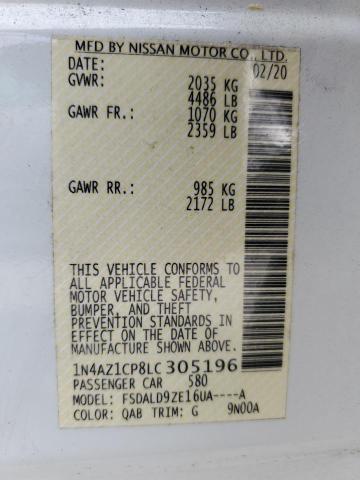 MFD BY NISSAN MOTOR CO., LTD.
DATE: 02/20
GVWR: 2035 KG
4486 LB
GAWR FR.: 1070 KG
2359 LB
GAWR RR.: 985 KG
2172 LB
THIS VEHICLE CONFORMS TO
ALL APPLICABLE FEDERAL
MOTOR VEHICLE SAFETY,
BUMPER, AND THEFT
PREVENTION STANDARDS IN
EFFECT ON THE DATE OF
MANUFACTURE SHOWN ABOVE.
1N4AZ1CP8LC305196
PASSENGER CAR 580
MODEL: FSDALD9ZE16UA----A
COLOR: QAB TRIM: G 9N00A